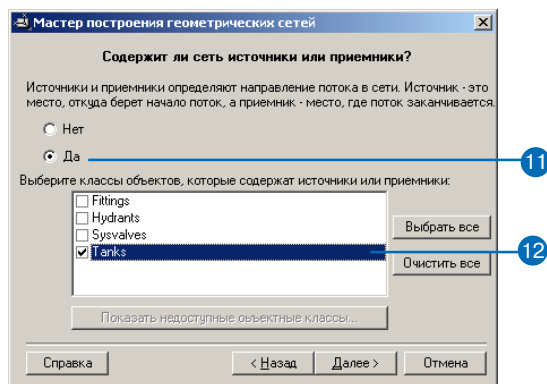 Мастер построения геометрических сетей
Содержит ли сеть источники или приемники?
Источники и приемники определяют направление потока в сети. Источник - это
место, откуда берет начало поток, а приемник - место, где поток заканчивается.
Нет
Да
11
Выберите классы объектов, которые содержат источники или приемники:
Fittings
Hydrants
Sysvalves
Tanks
12
Выбрать все
Очистить все
Показать недоступные объектные классы...
Справка
< Назад
Далее >
Отмена